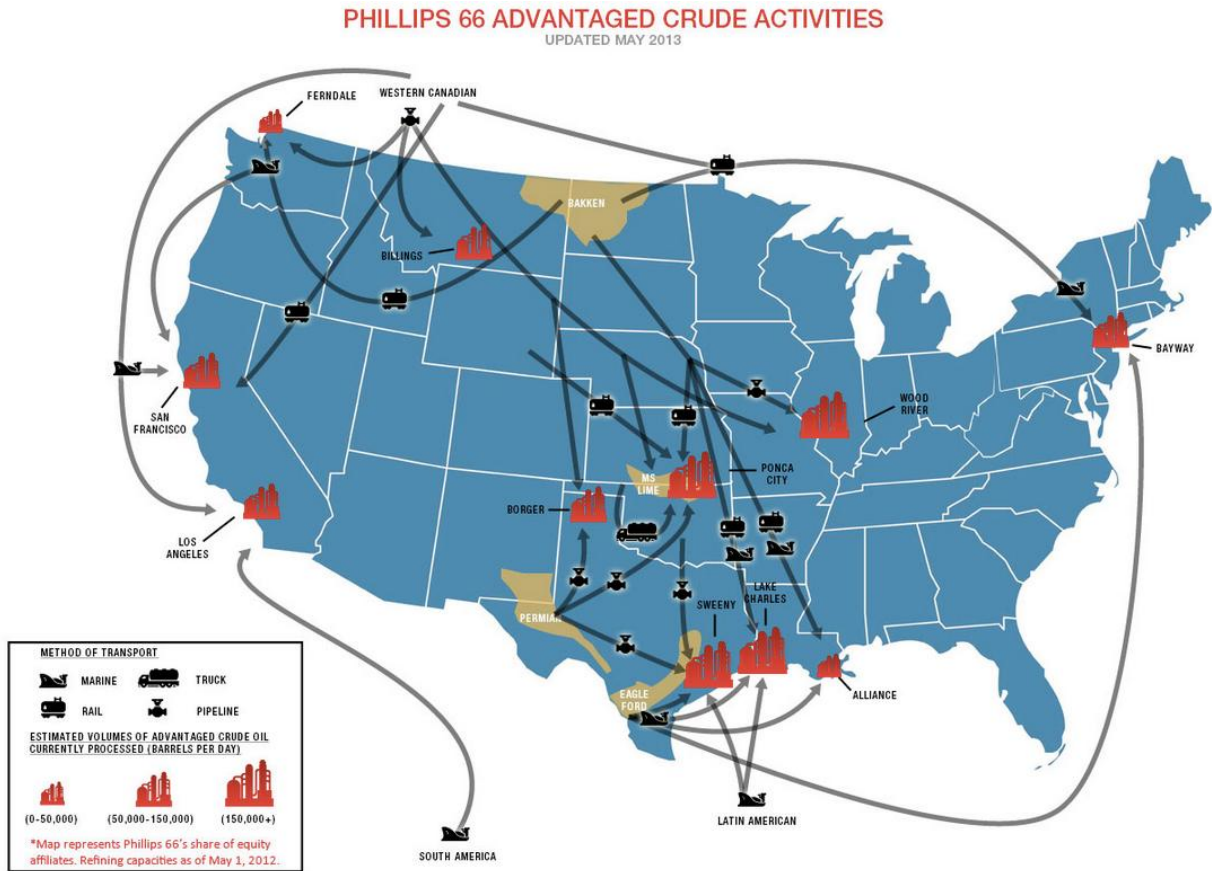 PHILLIPS 66 ADVANTAGED CRUDE ACTIVITIES
UPDATED MAY 2013
FERNDALE
WESTERN CANADIAN
BAKKEN
BILLINGS
BAYWAY
SAN
FRANCISCO
WOOD
RIVER
PONCA
CITY
MS
LIME
BORGER
LOS
ANGELES
LAKE
CHARLES
SWEENY
PERMIAN
EAGLE
FORD
ALLIANCE
LATIN AMERICAN
SOUTH AMERICA
METHOD OF TRANSPORT
MARINE
TRUCK
RAIL
PIPELINE
ESTIMATED VOLUMES OF ADVANTAGED CRUDE OIL
CURRENTLY PROCESSED (BARRELS PER DAY)
(0-50,000)
(50,000-150,000)
(150,000+)
*Map represents Phillips 66's share of equity
affiliates. Refining capacities as of May 1, 2012.